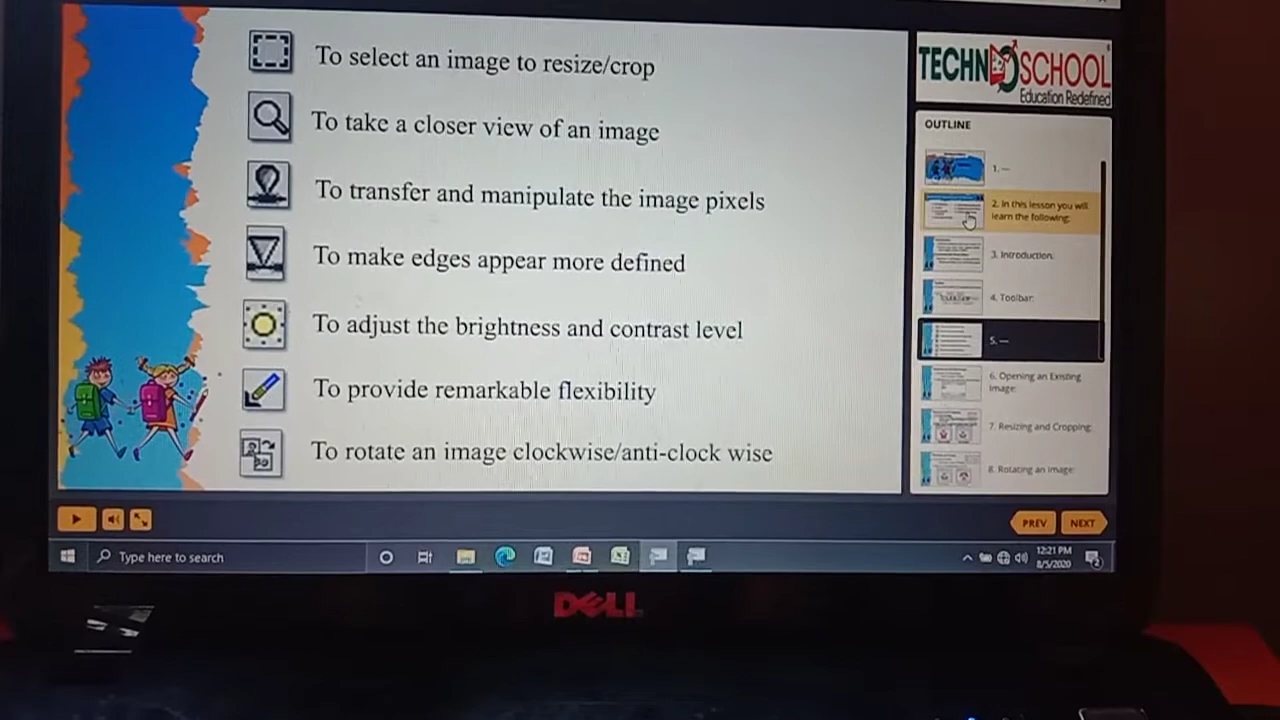 To select an image to resize/crop
To take a closer view of an image
To transfer and manipulate the image pixels
To make edges appear more defined
To adjust the brightness and contrast level
To provide remarkable flexibility
To rotate an image clockwise/anti-clock wise
TECHNOSCHOOL
Education Redefined
OUTLINE
1. —
2. In this lesson you will
learn the following:
3. Introduction:
4. Toolbar:
5. —
6. Opening an Existing
Image:
7. Resizing and Cropping:
8. Rotating an Image:
PREV
NEXT
Type here to search
12:21 PM
8/5/2020
2
DELL